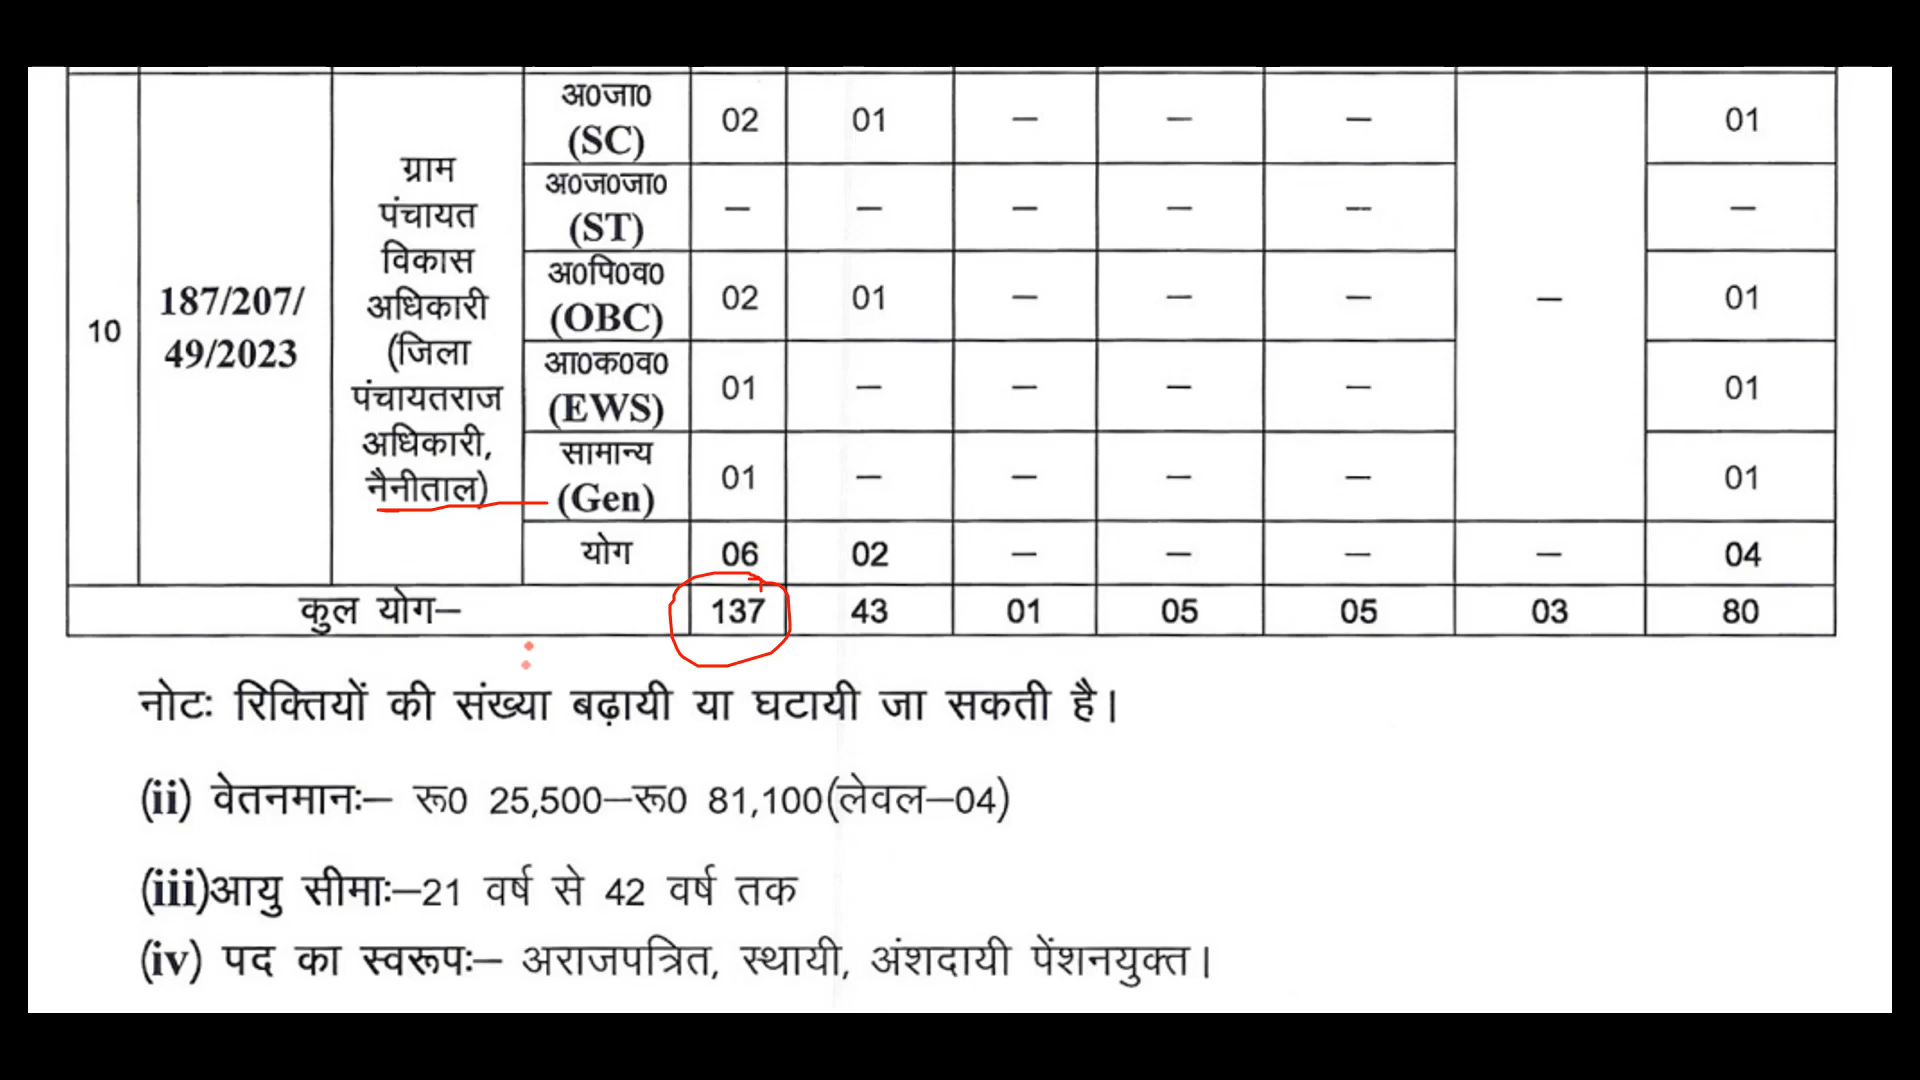 10
187/207/
49/2023
ग्राम
पंचायत
विकास
अधिकारी
(जिला
पंचायतराज
अधिकारी,
नैनीताल)
अ0जा0
(SC) 02 01 – – – 01
अ0ज0जा0
(ST) – – – – -- –
अ0पि0व0
(OBC) 02 01 – – – – 01
आ0क0व0
(EWS) 01 – – – – 01
सामान्य
(Gen) 01 – – – – 01
योग 06 02 – – – – 04
कुल योग– 137 43 01 05 05 03 80
नोटः रिक्तियों की संख्या बढ़ायी या घटायी जा सकती है।
(ii) वेतनमानः– रू0 25,500–रू0 81,100(लेवल–04)
(iii)आयु सीमाः–21 वर्ष से 42 वर्ष तक
(iv) पद का स्वरूपः– अराजपत्रित, स्थायी, अंशदायी पेंशनयुक्त।